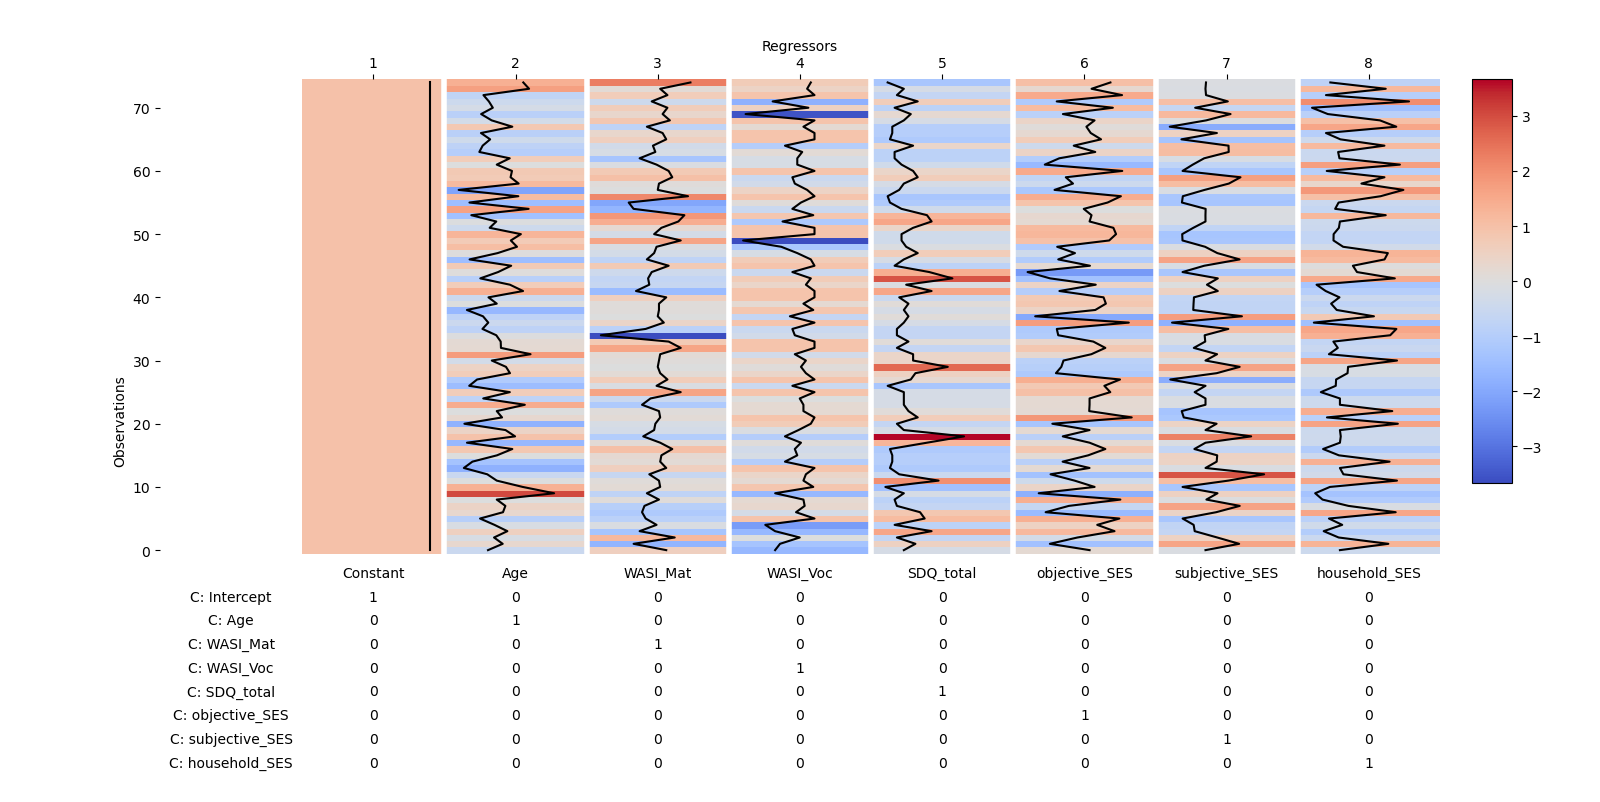 Regressors
1 2 3 4 5 6 7 8
70
60
50
40
30
20
10
0
Observations
3
2
1
0
−1
−2
−3
Constant Age WASI_Mat WASI_Voc SDQ_total objective_SES subjective_SES household_SES
C: Intercept 1 0 0 0 0 0 0 0
C: Age 0 1 0 0 0 0 0 0
C: WASI_Mat 0 0 1 0 0 0 0 0
C: WASI_Voc 0 0 0 1 0 0 0 0
C: SDQ_total 0 0 0 0 1 0 0 0
C: objective_SES 0 0 0 0 0 1 0 0
C: subjective_SES 0 0 0 0 0 0 1 0
C: household_SES 0 0 0 0 0 0 0 1